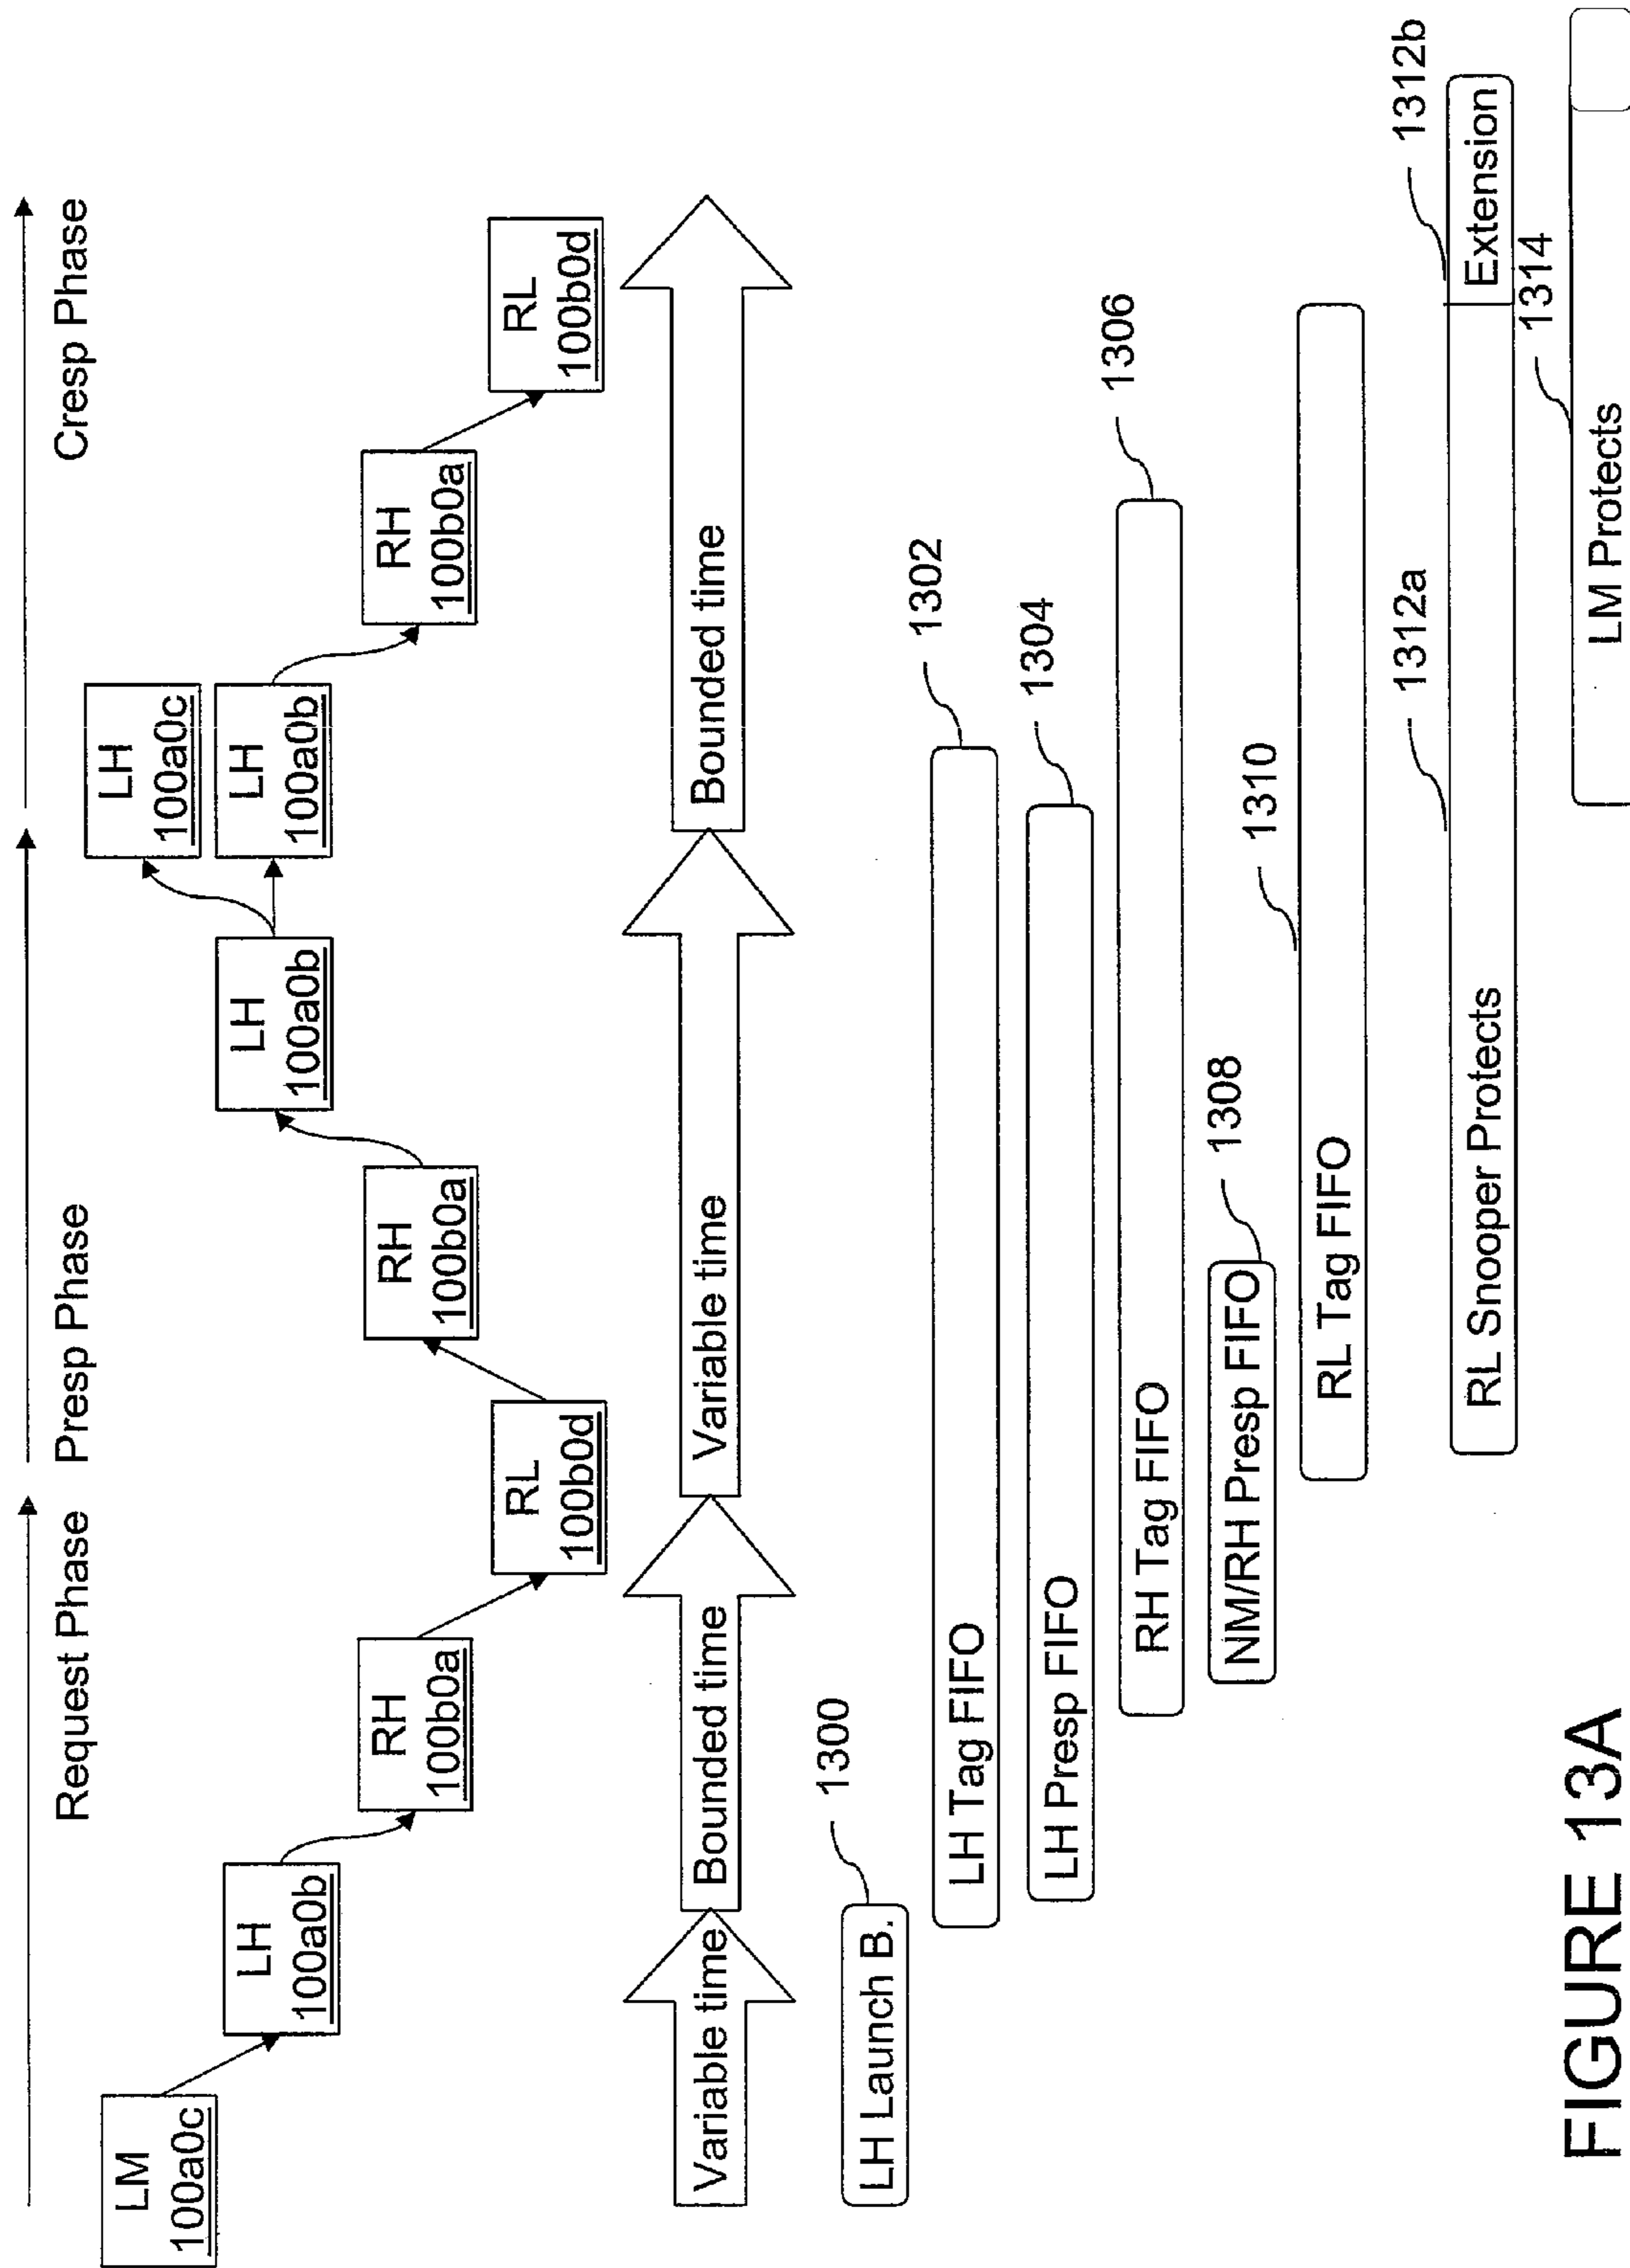 Request Phase
Presp Phase
Cresp Phase
LM
100a0c
LH
100a0b
RH
100b0a
RL
100b0d
RH
100b0a
LH
100a0b
LH
100a0c
LH
100a0b
RH
100b0a
RL
100b0d
Variable time
Bounded time
Variable time
Bounded time
LH Launch B.
1300
LH Tag FIFO
1302
LH Presp FIFO
1304
RH Tag FIFO
1306
NM/RH Presp FIFO
1308
RL Tag FIFO
1310
RL Snooper Protects
1312a
Extension
1312b
LM Protects
1314
FIGURE 13A